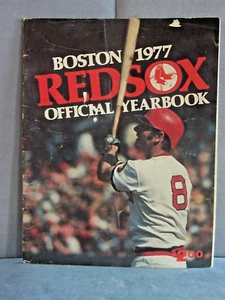 BOSTON 1977
RED SOX
OFFICIAL YEARBOOK
8
$2.00